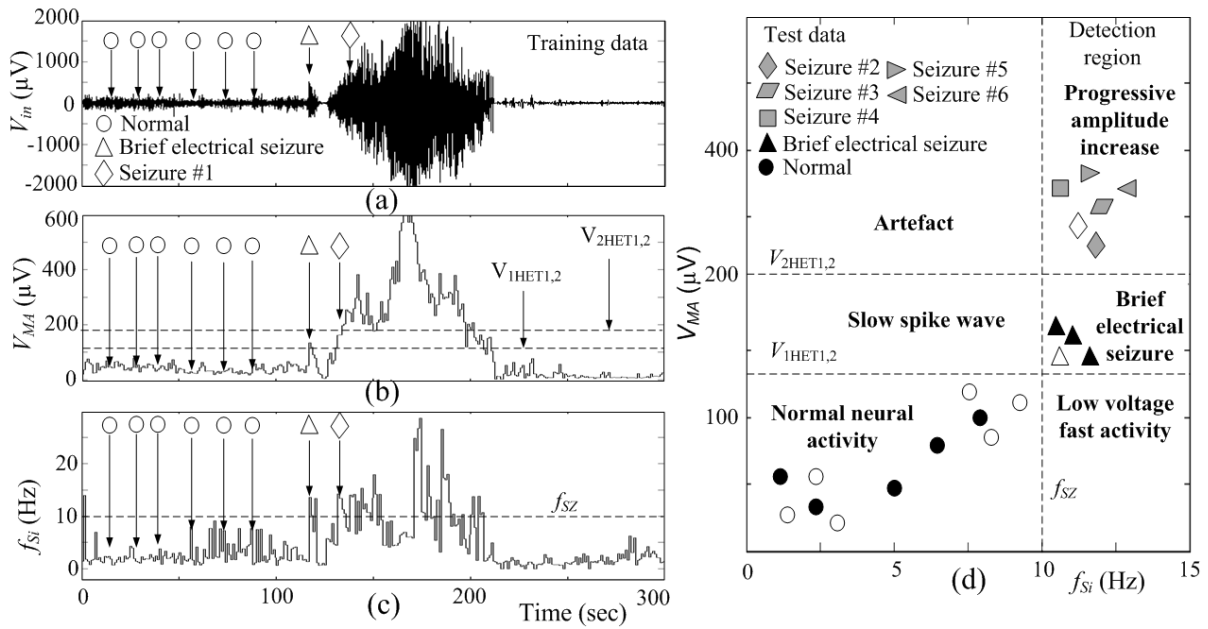 2000
1000
0
-1000
-2000
V_in (μV)
Training data
Normal
Brief electrical seizure
Seizure #1
(a)
600
400
200
0
V_MA (μV)
V_2HET1,2
V_1HET1,2
(b)
20
10
0
f_Si (Hz)
f_SZ
0
100
200
300
(c)
Time (sec)
Test data
Seizure #2
Seizure #5
Seizure #3
Seizure #6
Seizure #4
Brief electrical seizure
Normal
Detection
region
Progressive
amplitude
increase
400
200
100
V_MA (μV)
Artefact
V_2HET1,2
Slow spike wave
Brief
electrical
seizure
V_1HET1,2
Normal neural
activity
Low voltage
fast activity
f_SZ
0
5
10
15
(d)
f_Si (Hz)